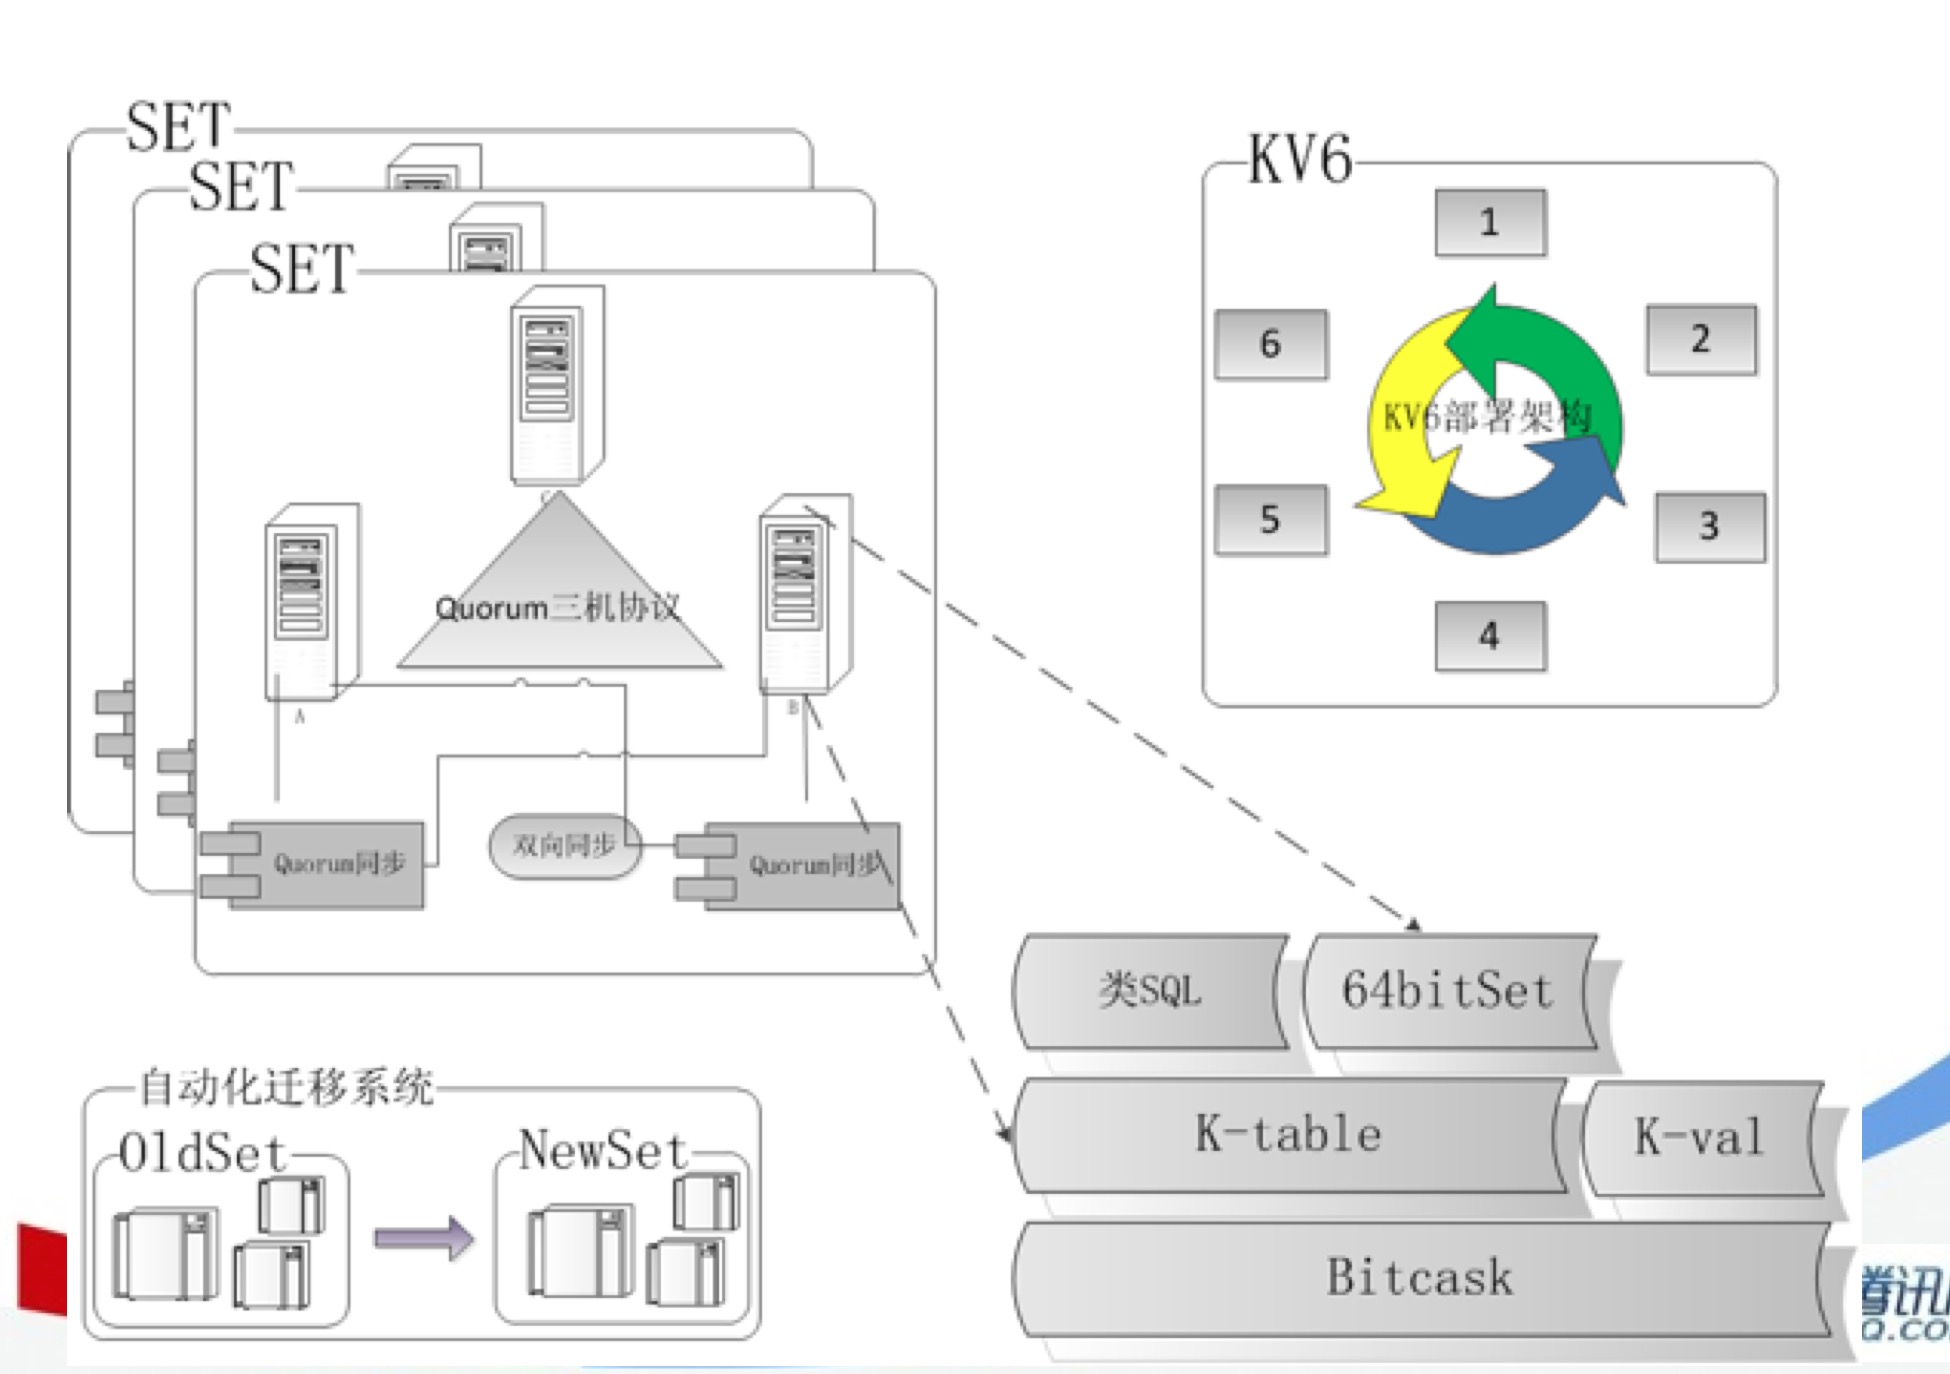 SET
SET
SET
C
Quorum三机协议
A
B
Quorum同步
双向同步
Quorum同步
KV6
1
2
3
4
5
6
KV6部署架构
自动化迁移系统
OldSet
NewSet
类SQL
64bitSet
K-table
K-val
Bitcask
腾讯
Q.co